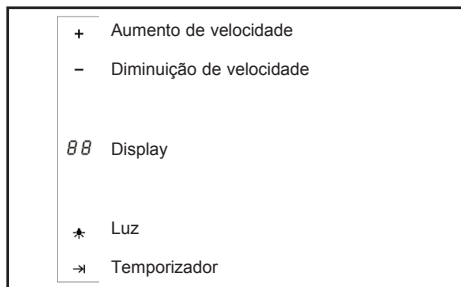 + Aumento de velocidade
− Diminuição de velocidade
88 Display
Luz
Temporizador